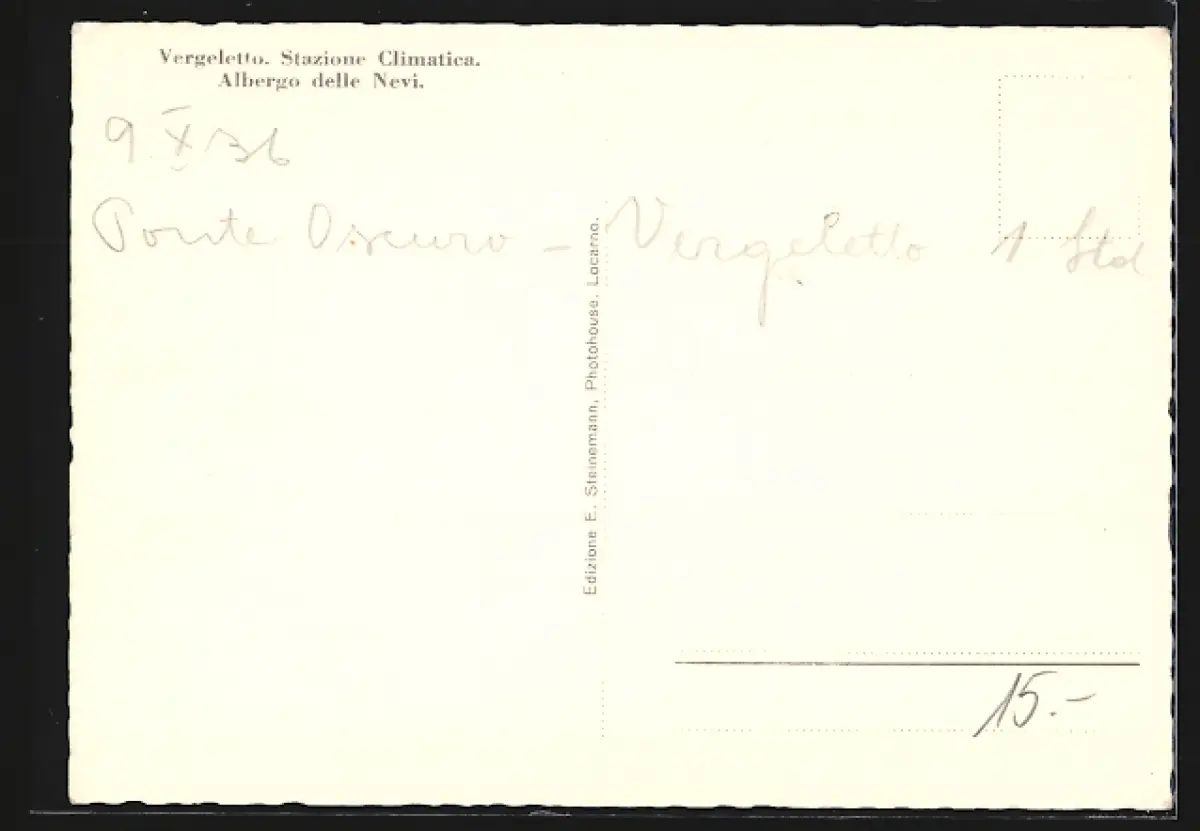 Vergeletto. Stazione Climatica.
Albergo delle Nevi.
9 X 36
Ponte Oscuro – Vergeletto 1 Std
Edizione E. Steinemann, Photohouse, Locarno.
15.–